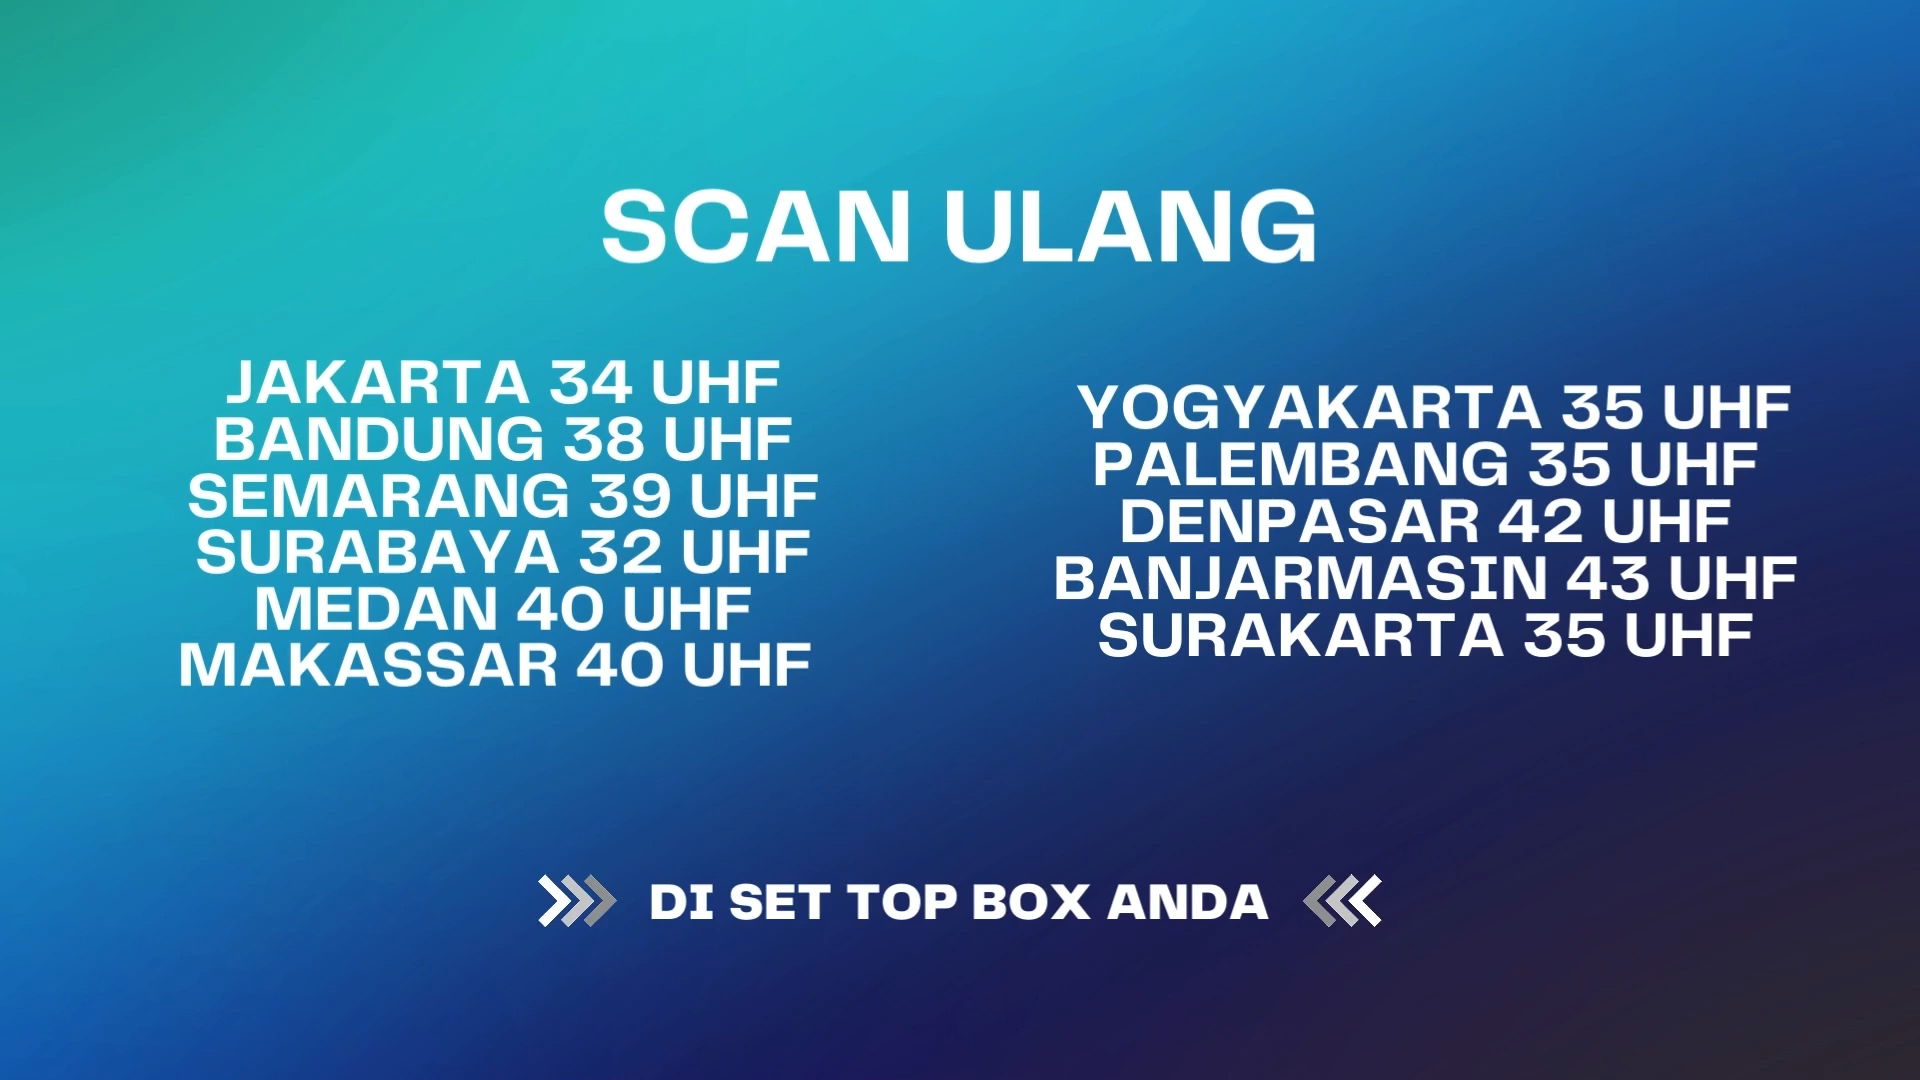 SCAN ULANG
JAKARTA 34 UHF
BANDUNG 38 UHF
SEMARANG 39 UHF
SURABAYA 32 UHF
MEDAN 40 UHF
MAKASSAR 40 UHF
YOGYAKARTA 35 UHF
PALEMBANG 35 UHF
DENPASAR 42 UHF
BANJARMASIN 43 UHF
SURAKARTA 35 UHF
DI SET TOP BOX ANDA